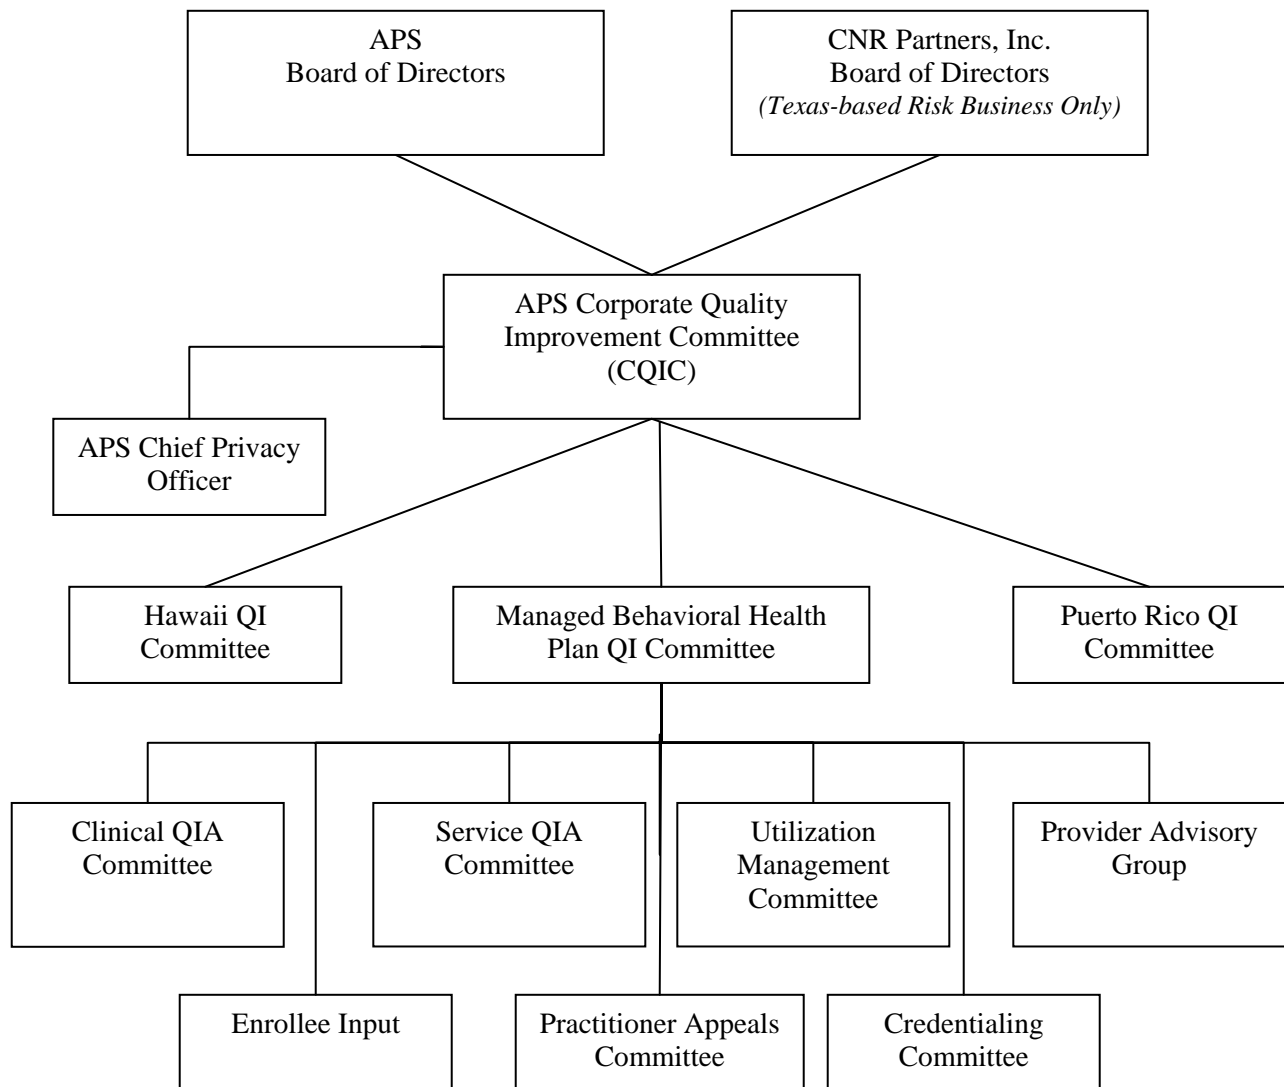 APS
Board of Directors
CNR Partners, Inc.
Board of Directors
(Texas-based Risk Business Only)
APS Corporate Quality
Improvement Committee
(CQIC)
APS Chief Privacy
Officer
Hawaii QI
Committee
Managed Behavioral Health
Plan QI Committee
Puerto Rico QI
Committee
Clinical QIA
Committee
Service QIA
Committee
Utilization
Management
Committee
Provider Advisory
Group
Enrollee Input
Practitioner Appeals
Committee
Credentialing
Committee